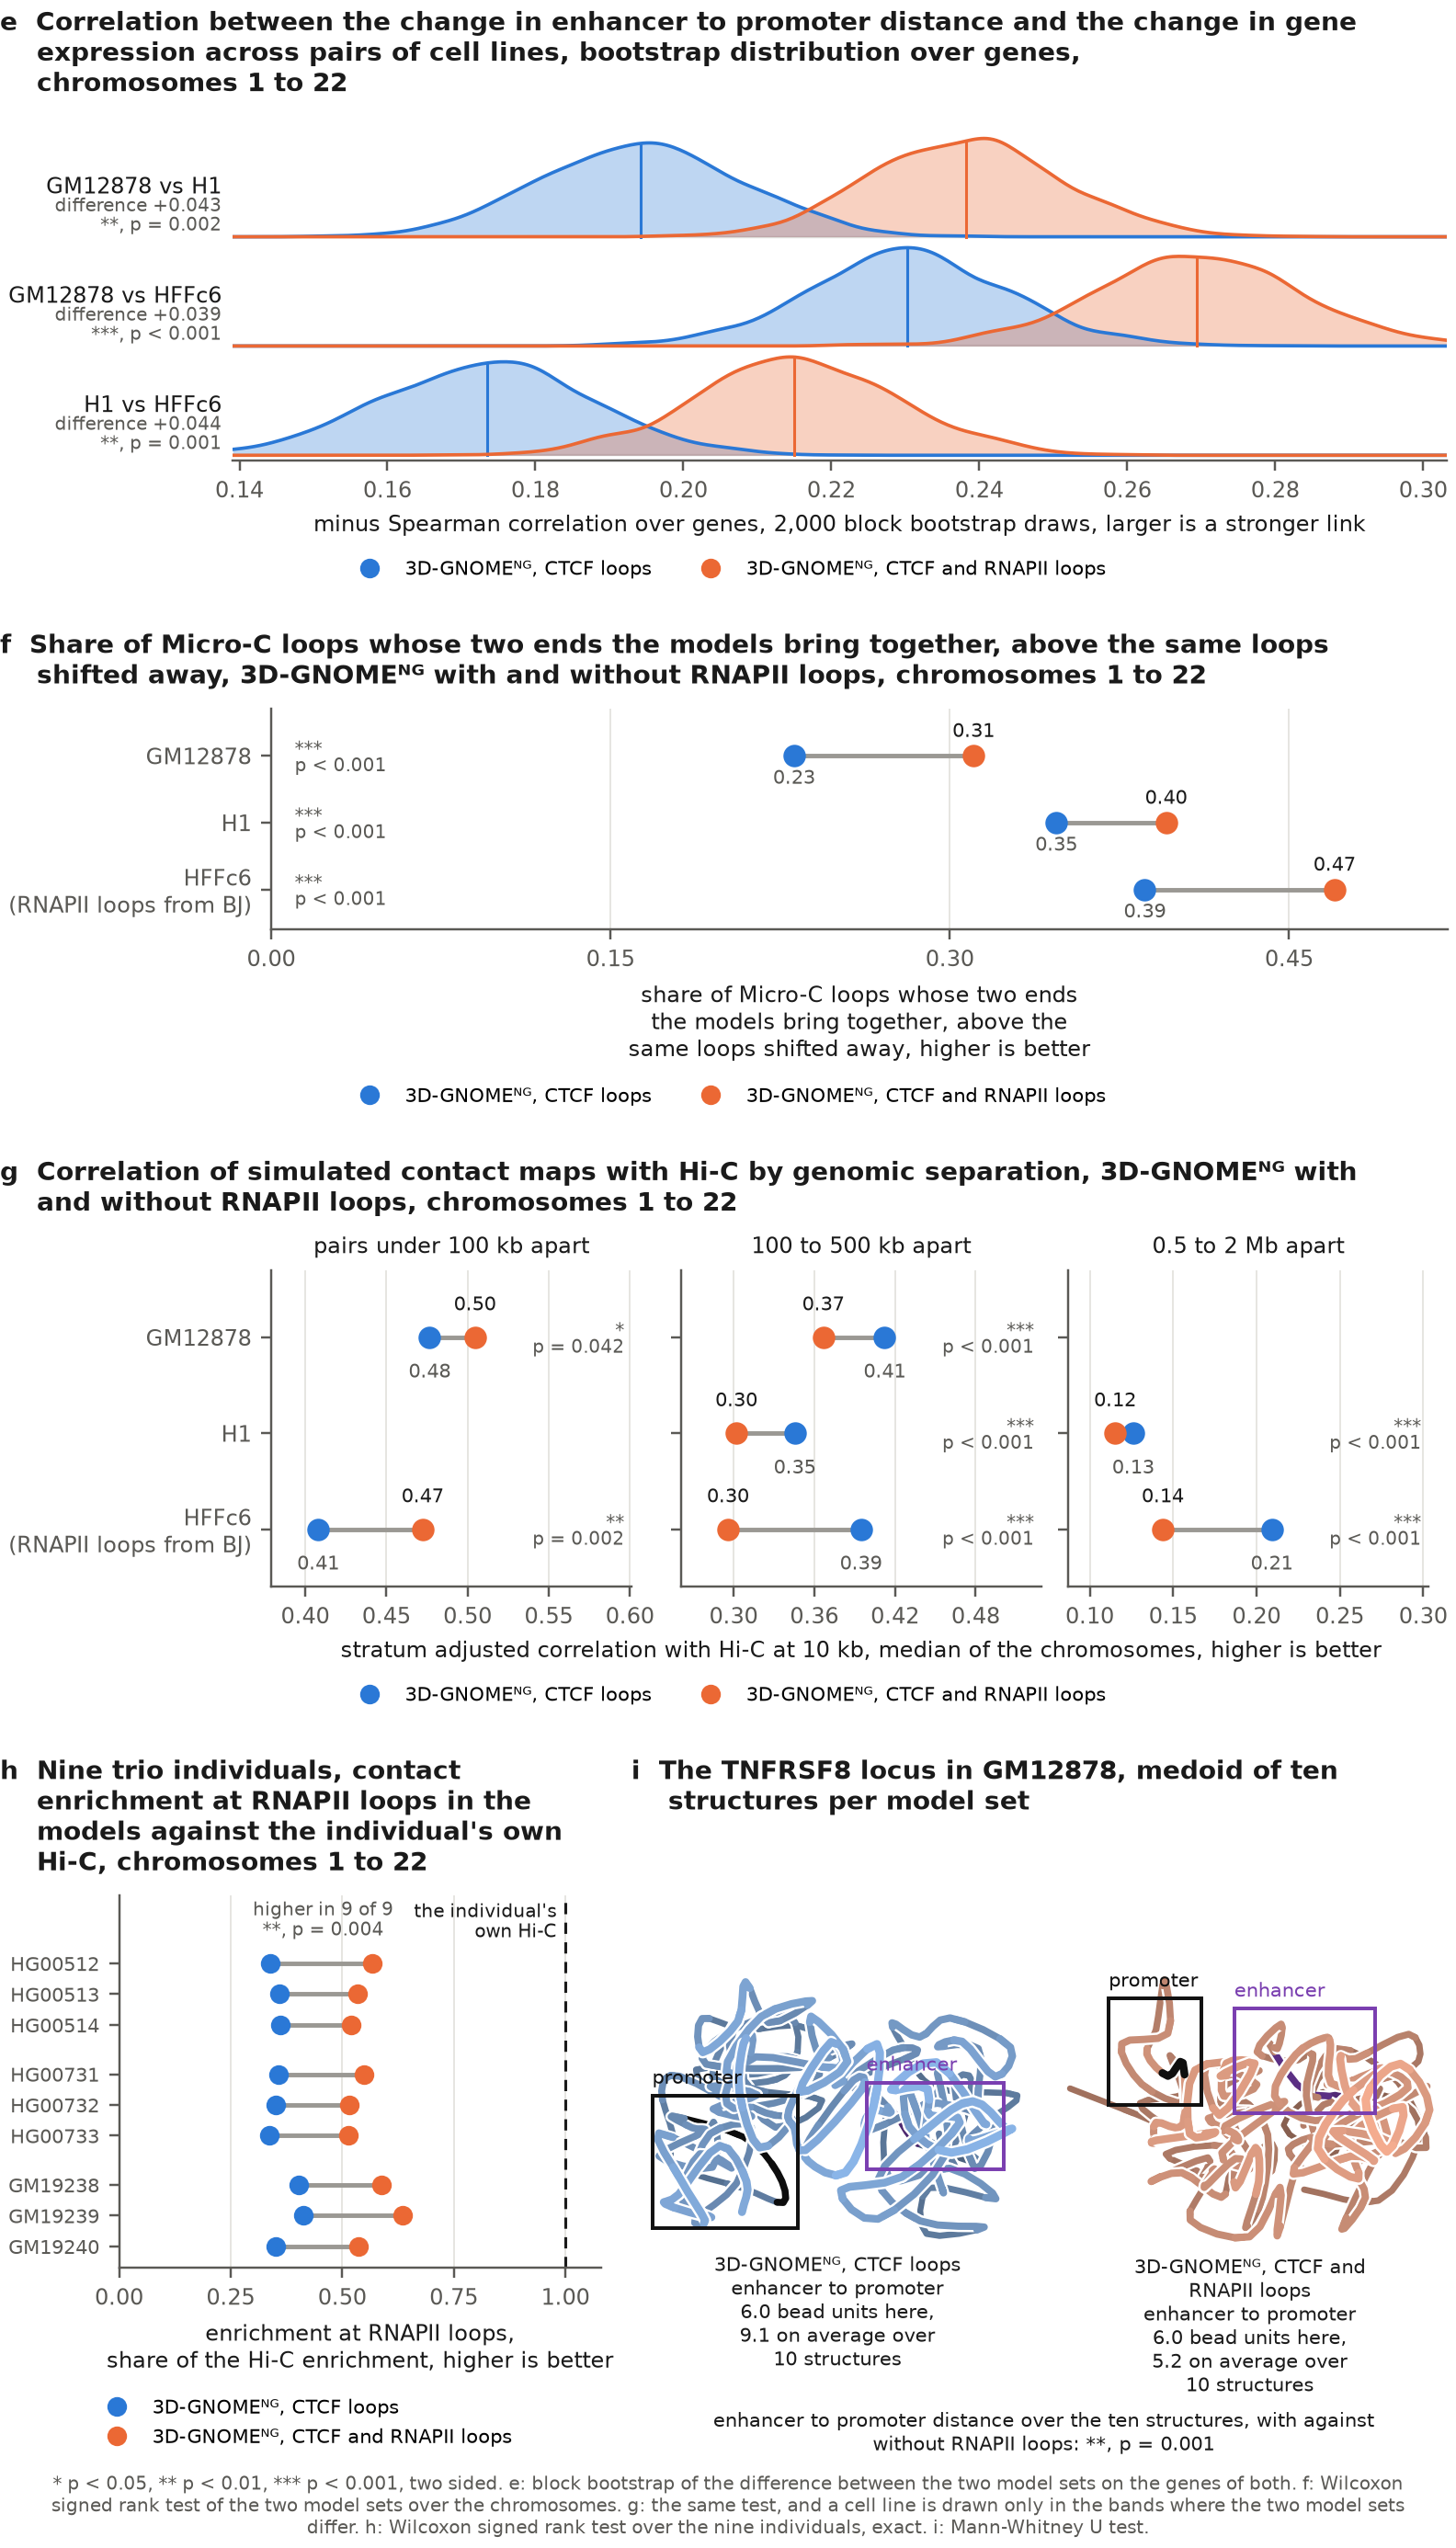 e Correlation between the change in enhancer to promoter distance and the change in gene
expression across pairs of cell lines, bootstrap distribution over genes,
chromosomes 1 to 22
GM12878 vs H1
difference +0.043
**, p = 0.002
GM12878 vs HFFc6
difference +0.039
***, p < 0.001
H1 vs HFFc6
difference +0.044
**, p = 0.001
0.14 0.16 0.18 0.20 0.22 0.24 0.26 0.28 0.30
minus Spearman correlation over genes, 2,000 block bootstrap draws, larger is a stronger link
3D-GNOMEᴺᴳ, CTCF loops 3D-GNOMEᴺᴳ, CTCF and RNAPII loops
f Share of Micro-C loops whose two ends the models bring together, above the same loops
shifted away, 3D-GNOMEᴺᴳ with and without RNAPII loops, chromosomes 1 to 22
0.31
GM12878
***
p < 0.001
0.23
0.40
H1
***
p < 0.001
0.35
0.47
HFFc6
(RNAPII loops from BJ)
***
p < 0.001
0.39
0.00 0.15 0.30 0.45
share of Micro-C loops whose two ends
the models bring together, above the
same loops shifted away, higher is better
3D-GNOMEᴺᴳ, CTCF loops 3D-GNOMEᴺᴳ, CTCF and RNAPII loops
g Correlation of simulated contact maps with Hi-C by genomic separation, 3D-GNOMEᴺᴳ with
and without RNAPII loops, chromosomes 1 to 22
pairs under 100 kb apart 100 to 500 kb apart 0.5 to 2 Mb apart
0.50 0.37
GM12878
* ***
p = 0.042 p < 0.001
0.48 0.41
0.30 0.12
H1
*** ***
p < 0.001 p < 0.001
0.35 0.13
0.47 0.30 0.14
HFFc6
(RNAPII loops from BJ)
** *** ***
p = 0.002 p < 0.001 p < 0.001
0.41 0.39 0.21
0.40 0.45 0.50 0.55 0.60 0.30 0.36 0.42 0.48 0.10 0.15 0.20 0.25 0.30
stratum adjusted correlation with Hi-C at 10 kb, median of the chromosomes, higher is better
3D-GNOMEᴺᴳ, CTCF loops 3D-GNOMEᴺᴳ, CTCF and RNAPII loops
h Nine trio individuals, contact
enrichment at RNAPII loops in the
models against the individual's own
Hi-C, chromosomes 1 to 22
higher in 9 of 9
**, p = 0.004
the individual's
own Hi-C
HG00512
HG00513
HG00514
HG00731
HG00732
HG00733
GM19238
GM19239
GM19240
0.00 0.25 0.50 0.75 1.00
enrichment at RNAPII loops,
share of the Hi-C enrichment, higher is better
3D-GNOMEᴺᴳ, CTCF loops
3D-GNOMEᴺᴳ, CTCF and RNAPII loops
i The TNFRSF8 locus in GM12878, medoid of ten
structures per model set
promoter
enhancer
promoter
enhancer
3D-GNOMEᴺᴳ, CTCF loops
enhancer to promoter
6.0 bead units here,
9.1 on average over
10 structures
3D-GNOMEᴺᴳ, CTCF and
RNAPII loops
enhancer to promoter
6.0 bead units here,
5.2 on average over
10 structures
enhancer to promoter distance over the ten structures, with against
without RNAPII loops: **, p = 0.001
* p < 0.05, ** p < 0.01, *** p < 0.001, two sided. e: block bootstrap of the difference between the two model sets on the genes of both. f: Wilcoxon
signed rank test of the two model sets over the chromosomes. g: the same test, and a cell line is drawn only in the bands where the two model sets
differ. h: Wilcoxon signed rank test over the nine individuals, exact. i: Mann-Whitney U test.